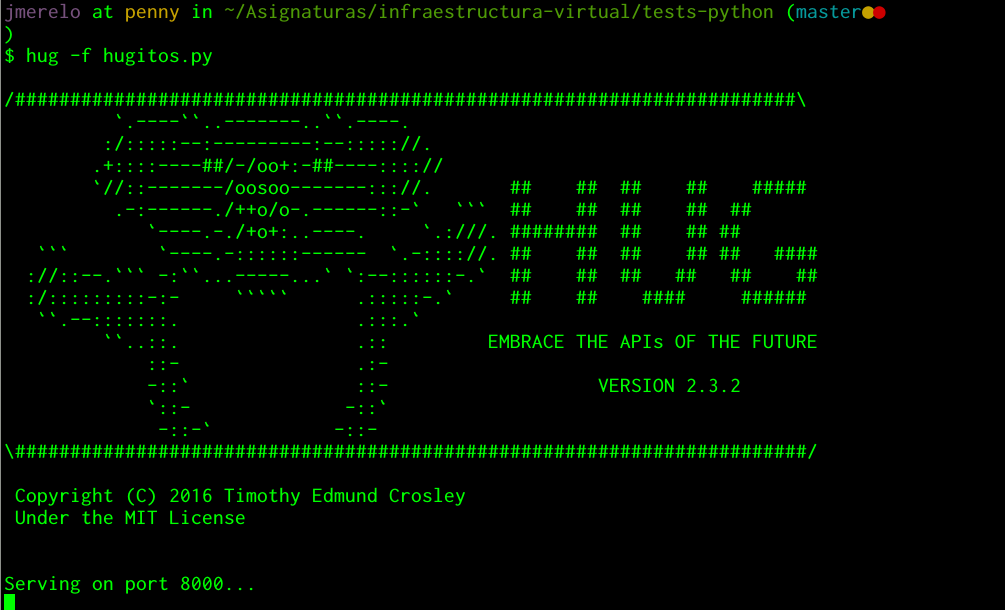 jmerelo at penny in ~/Asignaturas/infraestructura-virtual/tests-python (master
)
$ hug -f hugitos.py
/#######################################################################\
          `.----``..-------..``.----.
         :/:::::--:---------:--::::://.
        .+::::----##/-/oo+:-##----:::://
        `//::-------/oosoo-------::://.       ##    ##  ##    ##    #####
          .-:------./++o/o-.------::-`   ```  ##    ##  ##    ##  ##
             `----.-./+o+:..----.     `.:///. ########  ##    ## ##
   ```        `----.-::::::------  `.-:::://. ##    ##  ##    ## ##   ####
  ://::--.``` -:``...-----...` `:--::::::-.`  ##    ##  ##   ##   ##    ##
  :/:::::::::-:-     `````      .:::::-.`     ##    ##    ####     ######
   ``.--:::::::.                .:::.`
         ``..::.                .::         EMBRACE THE APIs OF THE FUTURE
             ::-                .:-
             -::`               ::-                   VERSION 2.3.2
             `::-              -::`
              -::-`           -::-
\########################################################################/
Copyright (C) 2016 Timothy Edmund Crosley
Under the MIT License
Serving on port 8000...